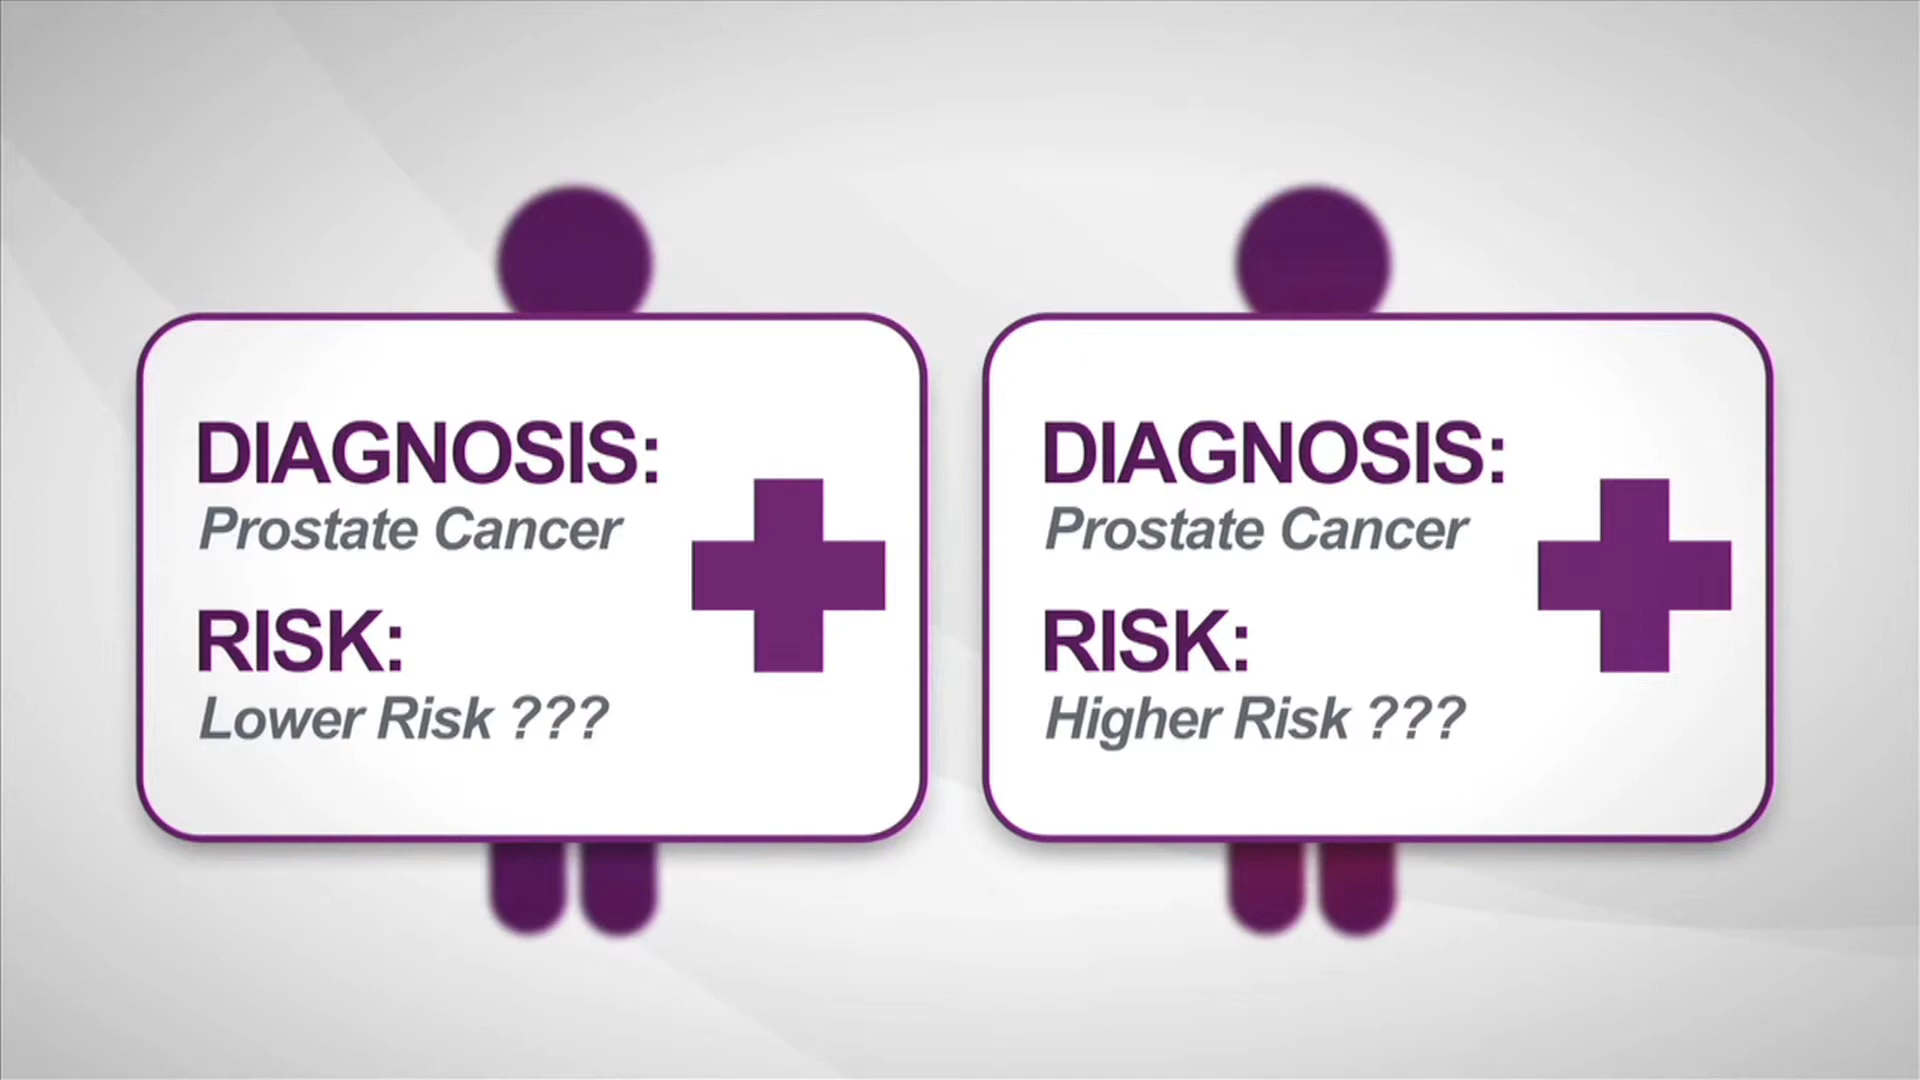 DIAGNOSIS:
Prostate Cancer
RISK:
Lower Risk ???
DIAGNOSIS:
Prostate Cancer
RISK:
Higher Risk ???